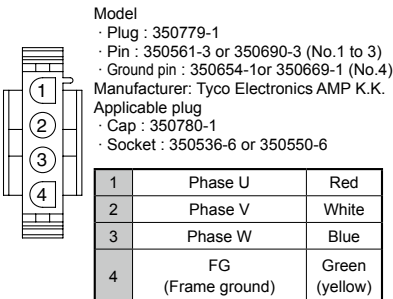 Model
· Plug : 350779-1
· Pin : 350561-3 or 350690-3 (No.1 to 3)
· Ground pin : 350654-1or 350669-1 (No.4)
Manufacturer: Tyco Electronics AMP K.K.
Applicable plug
· Cap : 350780-1
· Socket : 350536-6 or 350550-6
1
2
3
4
1 Phase U Red
2 Phase V White
3 Phase W Blue
4 FG (Frame ground) Green (yellow)